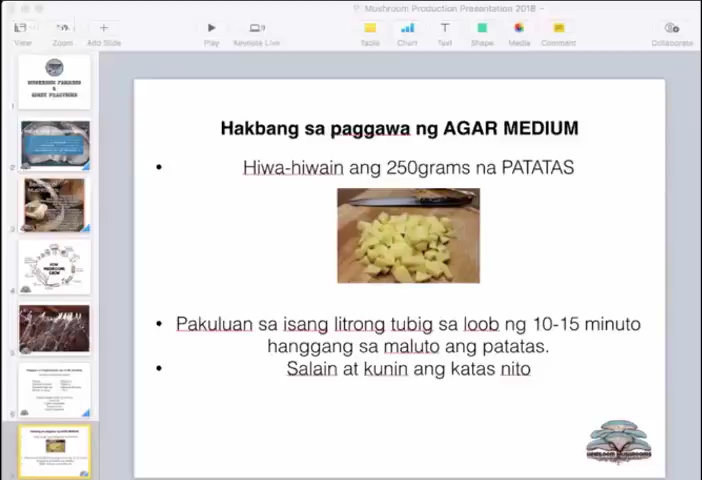 Mushroom Production Presentation 2018
View
Zoom
Add Slide
Play
Keynote Live
Table
Chart
Text
Shape
Media
Comment
Collaborate
Hakbang sa paggawa ng AGAR MEDIUM
• Hiwa-hiwain ang 250grams na PATATAS
• Pakuluan sa isang litrong tubig sa loob ng 10-15 minuto
hanggang sa maluto ang patatas.
• Salain at kunin ang katas nito